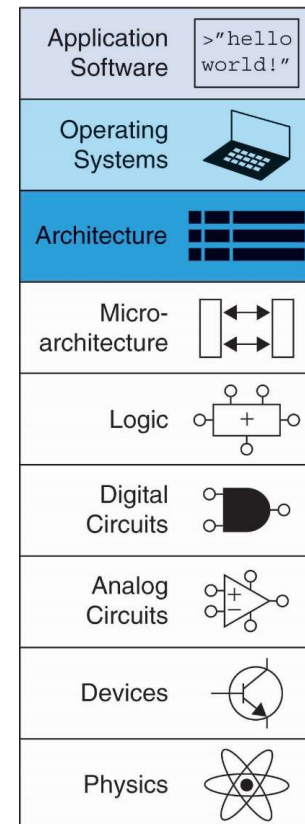 Application
Software
>"hello
world!"
Operating
Systems
Architecture
Micro-
architecture
Logic
+
Digital
Circuits
Analog
Circuits
+
−
Devices
Physics